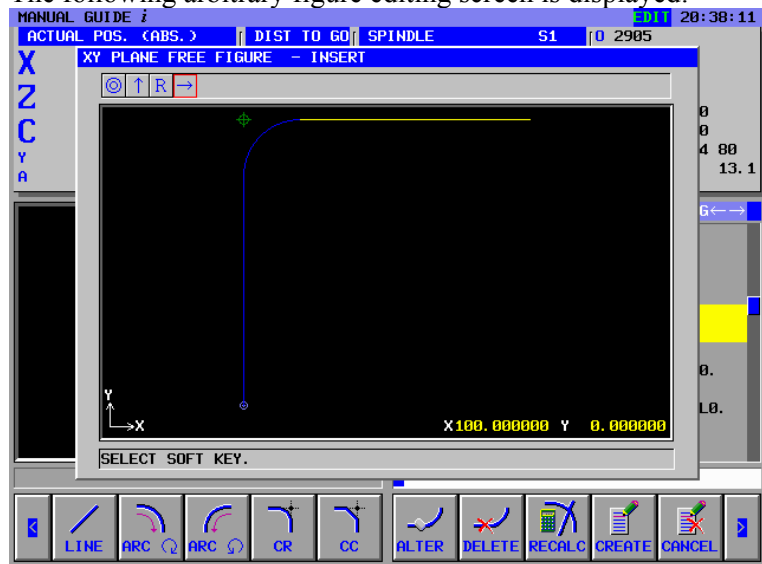 The following arbitrary figure editing screen is displayed.
MANUAL GUIDE i EDIT 20:38:11
ACTUAL POS. (ABS.) DIST TO GO SPINDLE S1 O 2905
XY PLANE FREE FIGURE - INSERT
X
Z
C
Y
A
◎ ↑ R →
0
0
4 80
13.1
G←→
0.
L0.
Y
X
X100.000000 Y 0.000000
SELECT SOFT KEY.
< LINE ARC ARC CR CC ALTER DELETE RECALC CREATE CANCEL >